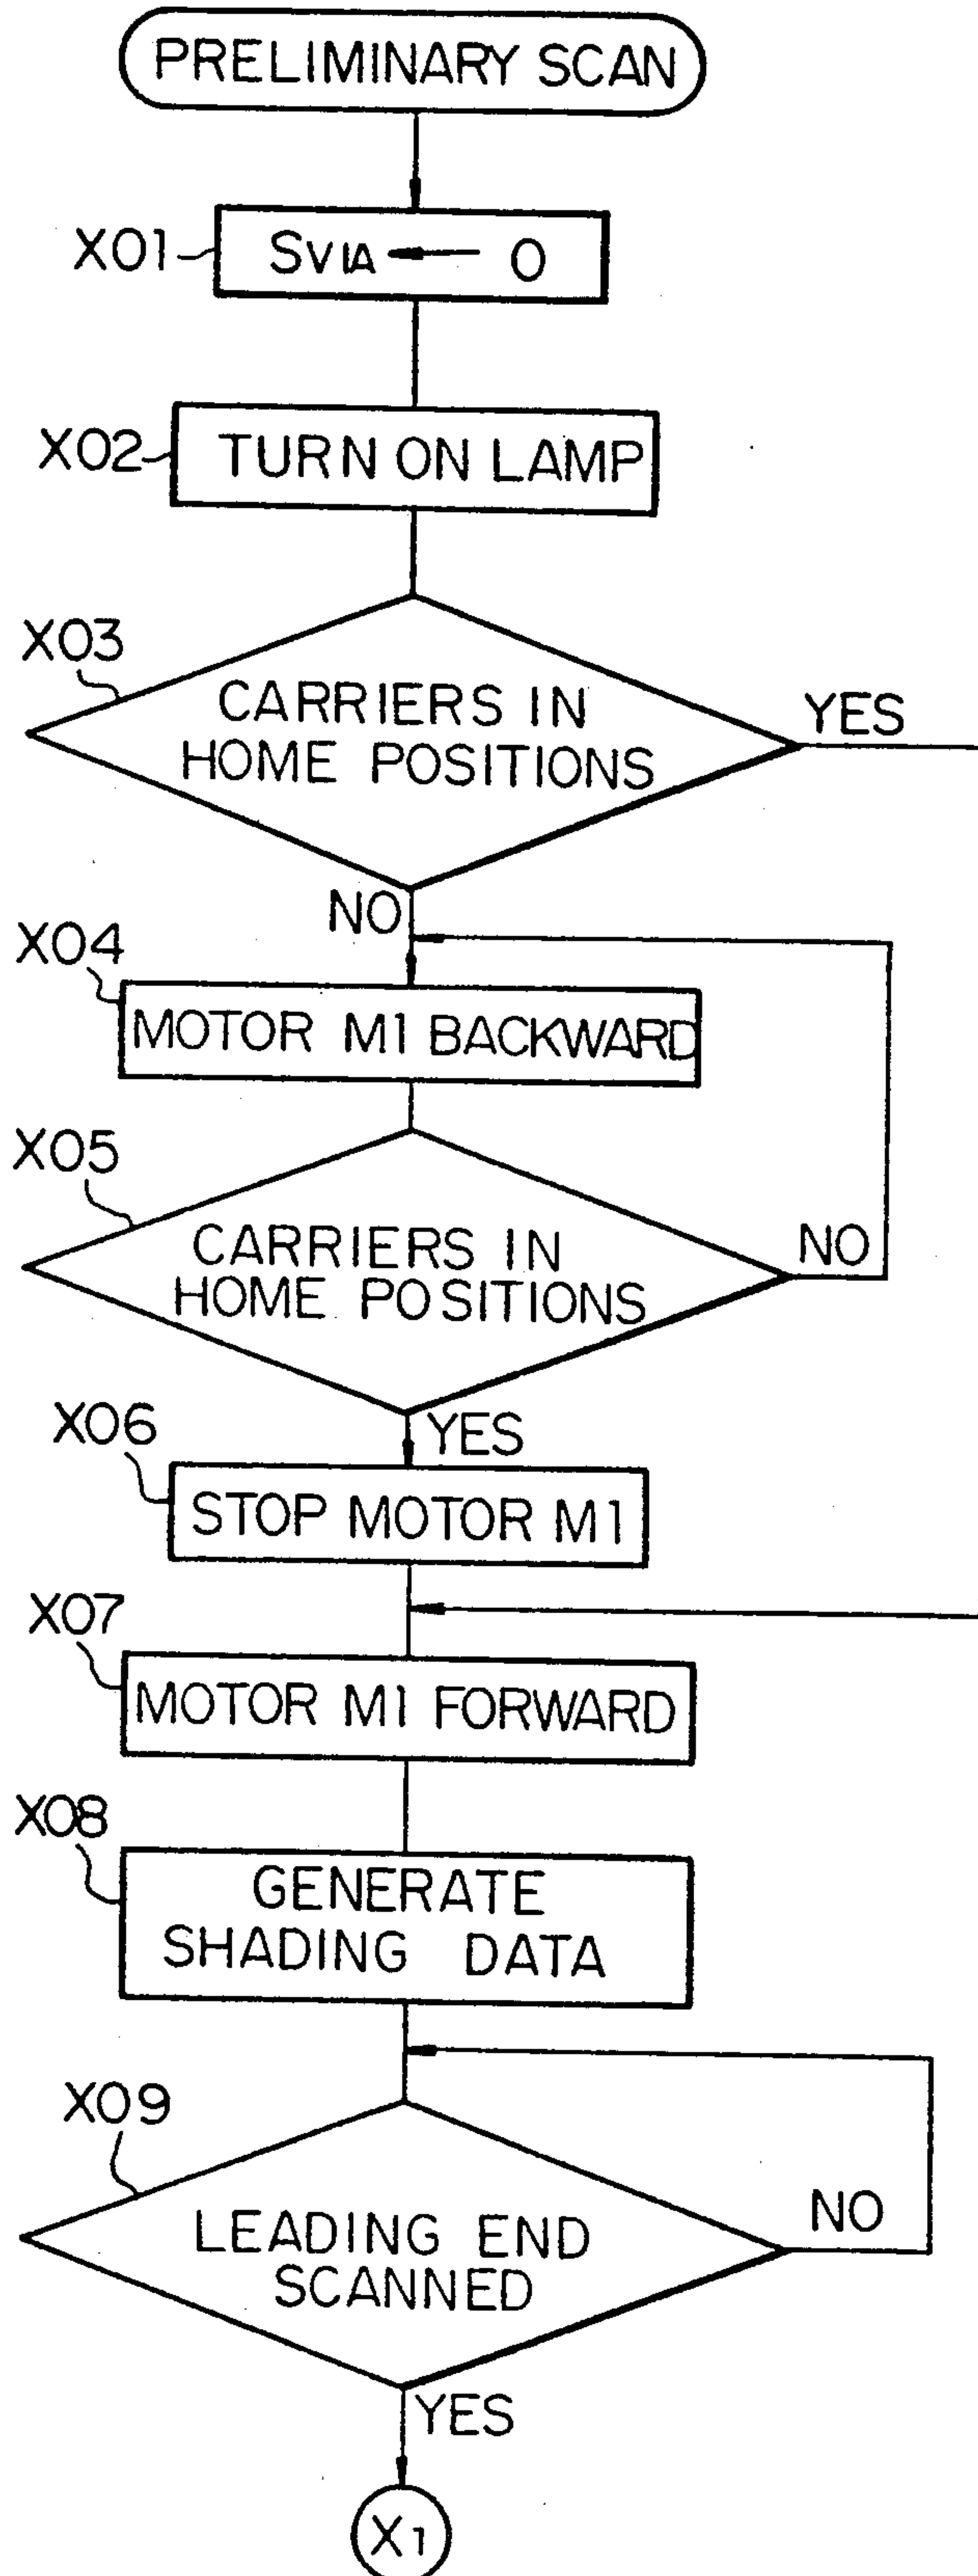 PRELIMINARY SCAN
X01
SVIA ← 0
X02
TURN ON LAMP
X03
CARRIERS IN
HOME POSITIONS
YES
NO
X04
MOTOR M1 BACKWARD
X05
CARRIERS IN
HOME POSITIONS
NO
YES
X06
STOP MOTOR M1
X07
MOTOR M1 FORWARD
X08
GENERATE
SHADING DATA
X09
LEADING END
SCANNED
NO
YES
X1